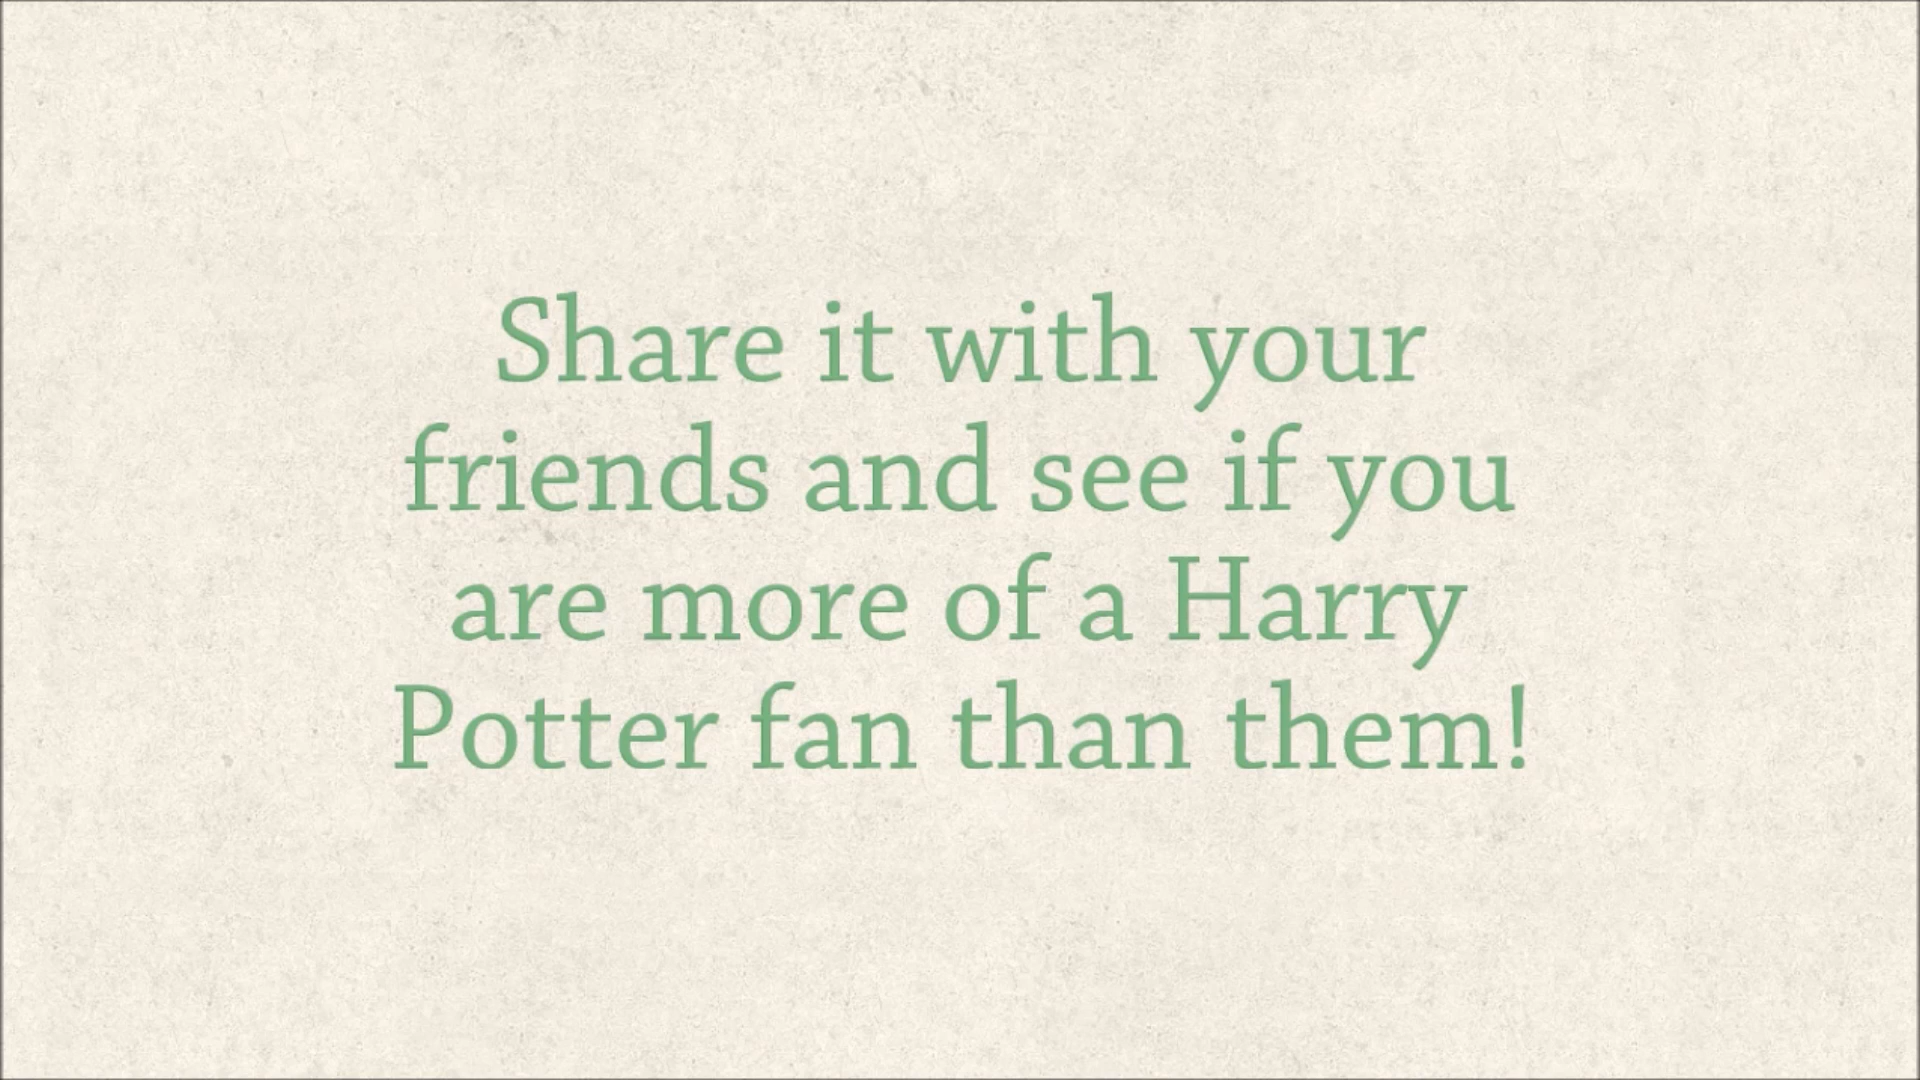 Share it with your
friends and see if you
are more of a Harry
Potter fan than them!